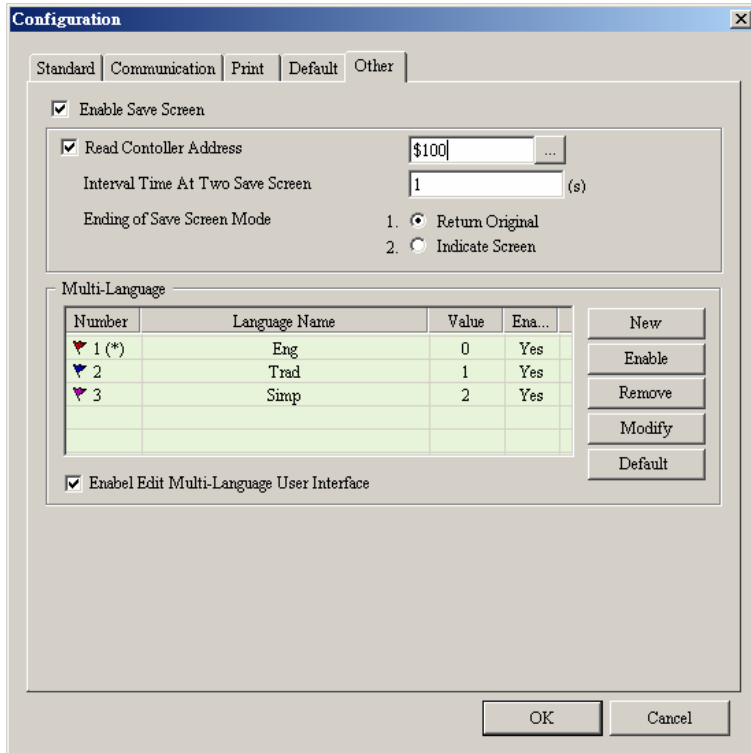 Configuration
Standard Communication Print Default Other
Enable Save Screen
Read Contoller Address $100 ...
Interval Time At Two Save Screen 1 (s)
Ending of Save Screen Mode 1. Return Original
2. Indicate Screen
Multi-Language
Number Language Name Value Ena...
1 (*) Eng 0 Yes
2 Trad 1 Yes
3 Simp 2 Yes
New
Enable
Remove
Modify
Default
Enabel Edit Multi-Language User Interface
OK Cancel